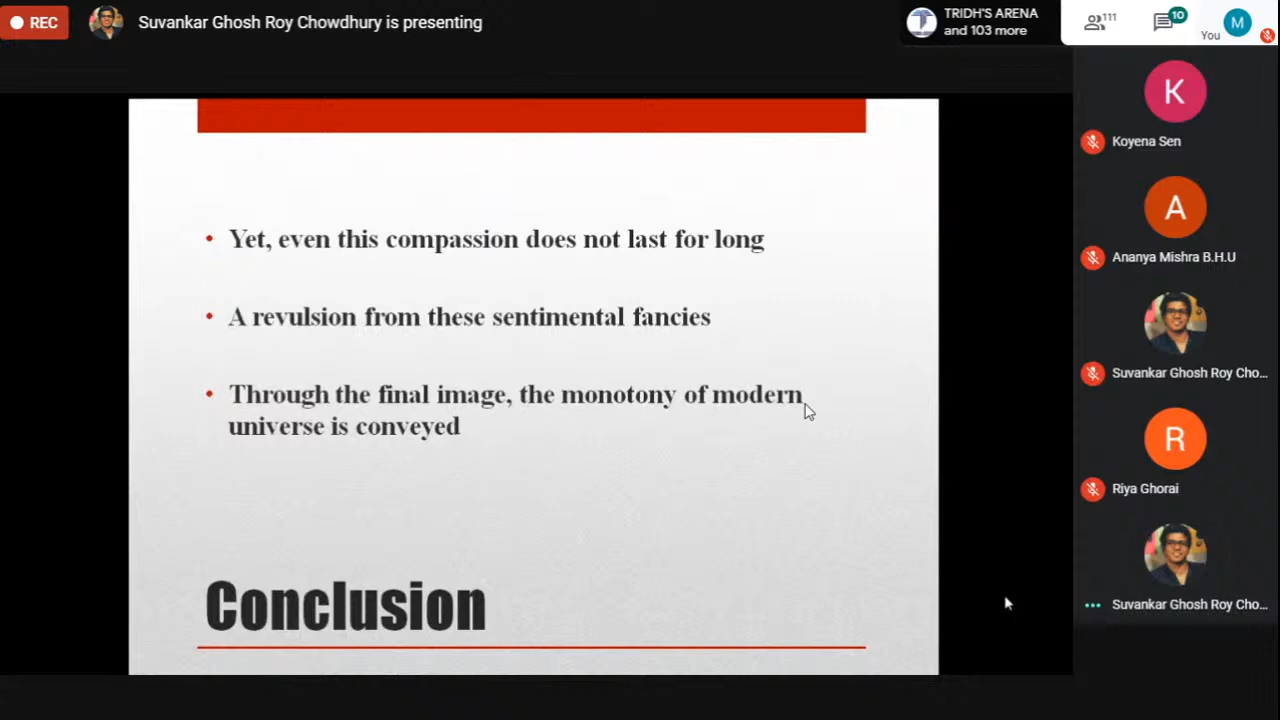 REC
Suvankar Ghosh Roy Chowdhury is presenting
TRIDH'S ARENA
and 103 more
111
10
You
M
K
Koyena Sen
A
Ananya Mishra B.H.U
Suvankar Ghosh Roy Cho...
R
Riya Ghorai
Suvankar Ghosh Roy Cho...
• Yet, even this compassion does not last for long
• A revulsion from these sentimental fancies
• Through the final image, the monotony of modern
universe is conveyed
Conclusion